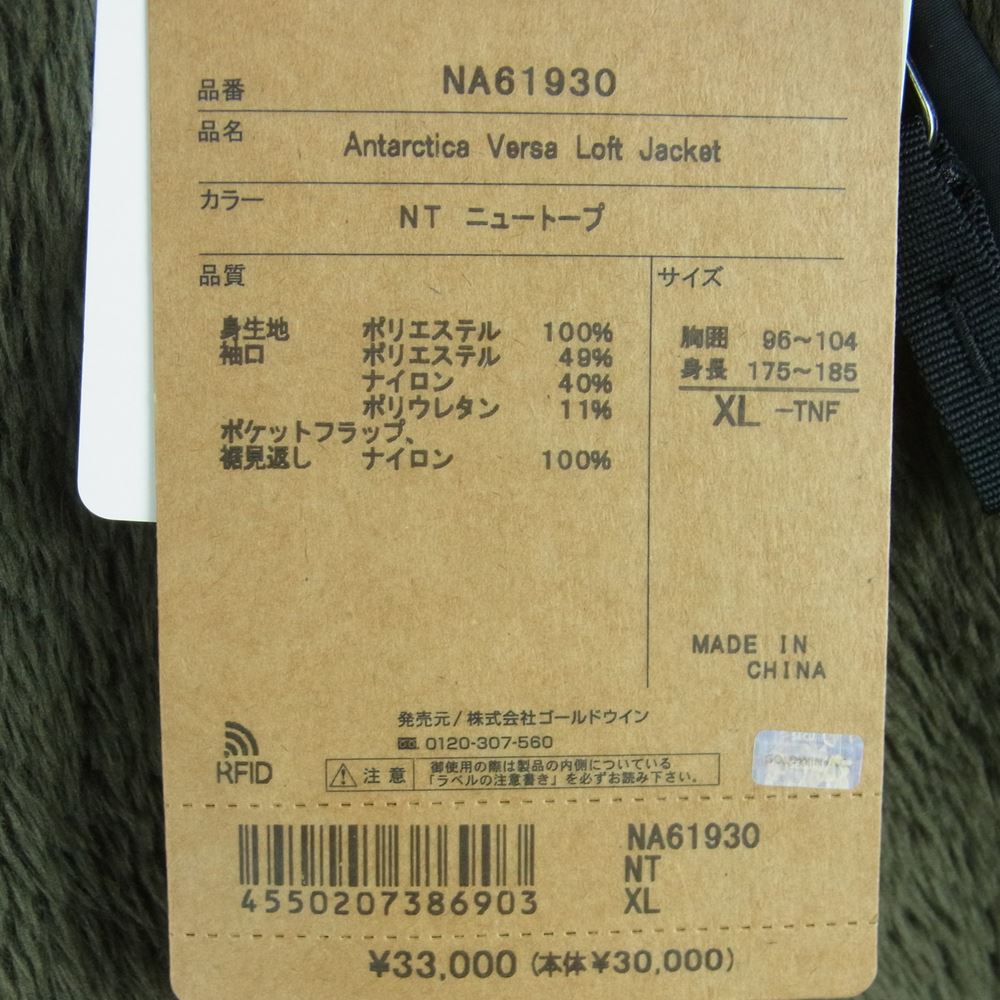 品番 NA61930
品名 Antarctica Versa Loft Jacket
カラー NT ニュートープ
品質
身生地 ポリエステル 100%
袖口 ポリエステル 49%
ナイロン 40%
ポリウレタン 11%
ポケットフラップ、
裾見返し ナイロン 100%
サイズ
胸囲 96～104
身長 175～185
XL -TNF
MADE IN
CHINA
発売元/株式会社ゴールドウイン
0120-307-560
RFID
注意 御使用の際は製品の内側についている
「ラベルの注意書き」を必ずお読み下さい。
4550207386903
NA61930
NT
XL
¥33,000 (本体¥30,000)